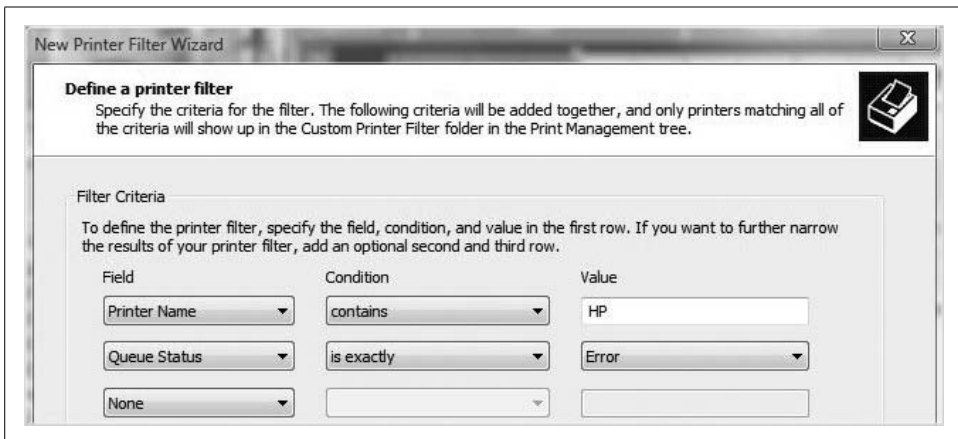 New Printer Filter Wizard
Define a printer filter
Specify the criteria for the filter. The following criteria will be added together, and only printers matching all of
the criteria will show up in the Custom Printer Filter folder in the Print Management tree.
Filter Criteria
To define the printer filter, specify the field, condition, and value in the first row. If you want to further narrow
the results of your printer filter, add an optional second and third row.
Field Condition Value
Printer Name contains HP
Queue Status is exactly Error
None